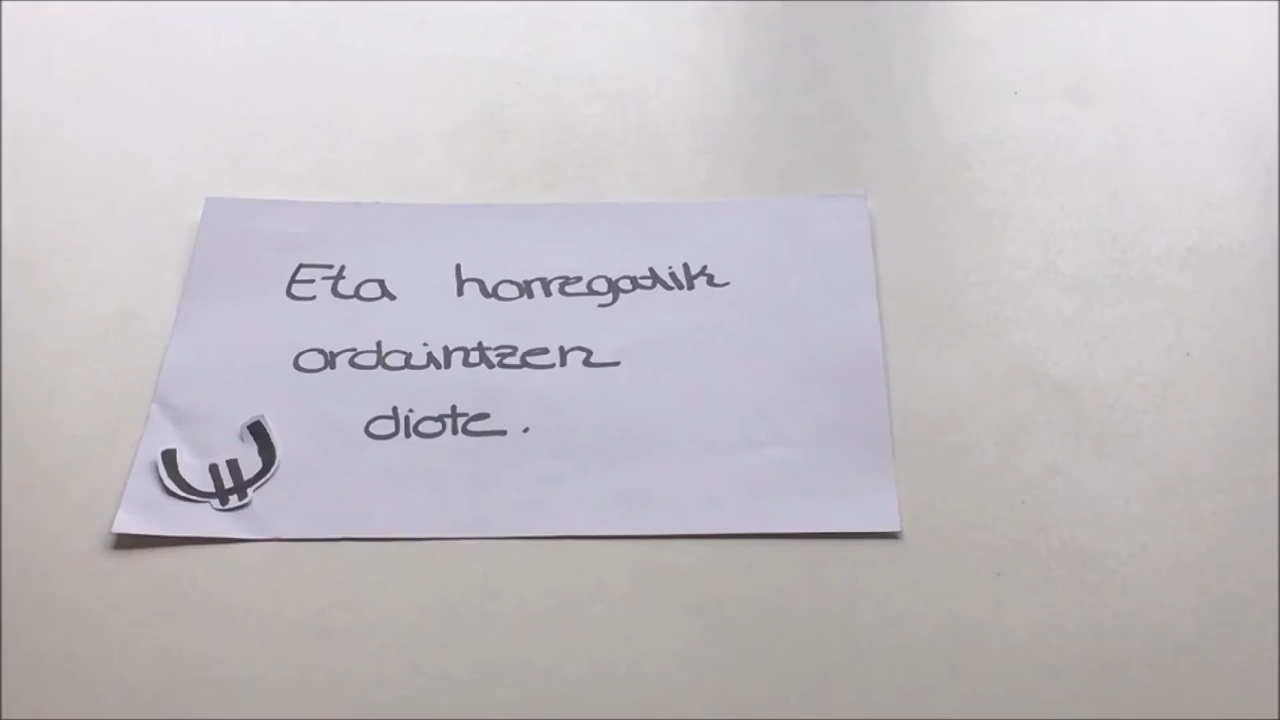 Eta horregatik
ordaintzen
diote.
€